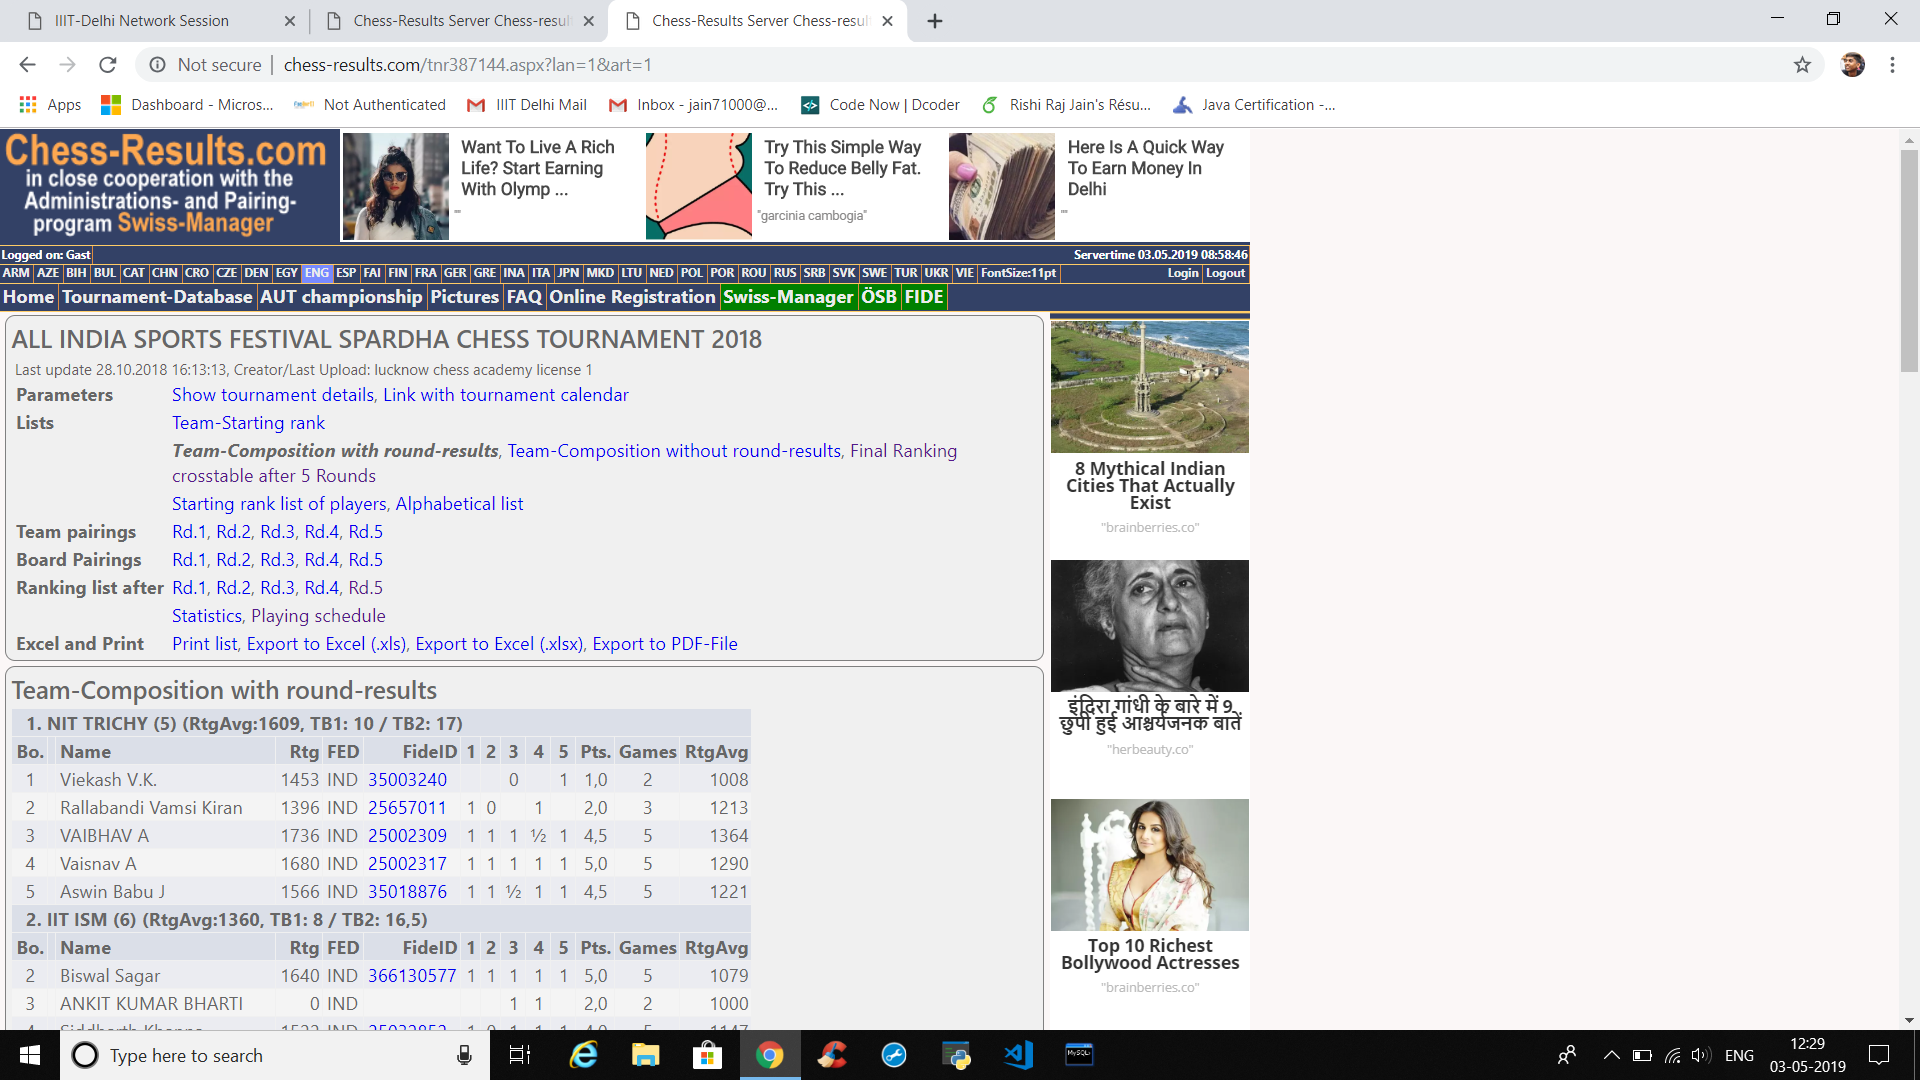 IIIT-Delhi Network Session
Chess-Results Server Chess-resul
Chess-Results Server Chess-resul
Not secure | chess-results.com/tnr387144.aspx?lan=1&art=1
Apps Dashboard - Micros... Not Authenticated IIIT Delhi Mail Inbox - jain71000@... Code Now | Dcoder Rishi Raj Jain's Résu... Java Certification -...
Chess-Results.com
in close cooperation with the
Administrations- and Pairing-
program Swiss-Manager
Want To Live A Rich
Life? Start Earning
With Olymp ...
""
Try This Simple Way
To Reduce Belly Fat.
Try This ...
"garcinia cambogia"
Here Is A Quick Way
To Earn Money In
Delhi
""
Logged on: Gast Servertime 03.05.2019 08:58:46
ARM AZE BIH BUL CAT CHN CRO CZE DEN EGY ENG ESP FAI FIN FRA GER GRE INA ITA JPN MKD LTU NED POL POR ROU RUS SRB SVK SWE TUR UKR VIE FontSize:11pt Login Logout
Home Tournament-Database AUT championship Pictures FAQ Online Registration Swiss-Manager ÖSB FIDE
ALL INDIA SPORTS FESTIVAL SPARDHA CHESS TOURNAMENT 2018
Last update 28.10.2018 16:13:13, Creator/Last Upload: lucknow chess academy license 1
Parameters Show tournament details, Link with tournament calendar
Lists Team-Starting rank
Team-Composition with round-results, Team-Composition without round-results, Final Ranking
crosstable after 5 Rounds
Starting rank list of players, Alphabetical list
Team pairings Rd.1, Rd.2, Rd.3, Rd.4, Rd.5
Board Pairings Rd.1, Rd.2, Rd.3, Rd.4, Rd.5
Ranking list after Rd.1, Rd.2, Rd.3, Rd.4, Rd.5
Statistics, Playing schedule
Excel and Print Print list, Export to Excel (.xls), Export to Excel (.xlsx), Export to PDF-File
Team-Composition with round-results
1. NIT TRICHY (5) (RtgAvg:1609, TB1: 10 / TB2: 17)
Bo. Name Rtg FED FideID 1 2 3 4 5 Pts. Games RtgAvg
1 Viekash V.K. 1453 IND 35003240 0 1 1,0 2 1008
2 Rallabandi Vamsi Kiran 1396 IND 25657011 1 0 1 2,0 3 1213
3 VAIBHAV A 1736 IND 25002309 1 1 1 ½ 1 4,5 5 1364
4 Vaisnav A 1680 IND 25002317 1 1 1 1 1 5,0 5 1290
5 Aswin Babu J 1566 IND 35018876 1 1 ½ 1 1 4,5 5 1221
2. IIT ISM (6) (RtgAvg:1360, TB1: 8 / TB2: 16,5)
Bo. Name Rtg FED FideID 1 2 3 4 5 Pts. Games RtgAvg
2 Biswal Sagar 1640 IND 366130577 1 1 1 1 1 5,0 5 1079
3 ANKIT KUMAR BHARTI 0 IND 1 1 2,0 2 1000
8 Mythical Indian
Cities That Actually
Exist
"brainberries.co"
इंदिरा गांधी के बारे में 9
छुपी हुई आश्चर्यजनक बातें
"herbeauty.co"
Top 10 Richest
Bollywood Actresses
"brainberries.co"
Type here to search
MySQL
ENG
12:29
03-05-2019